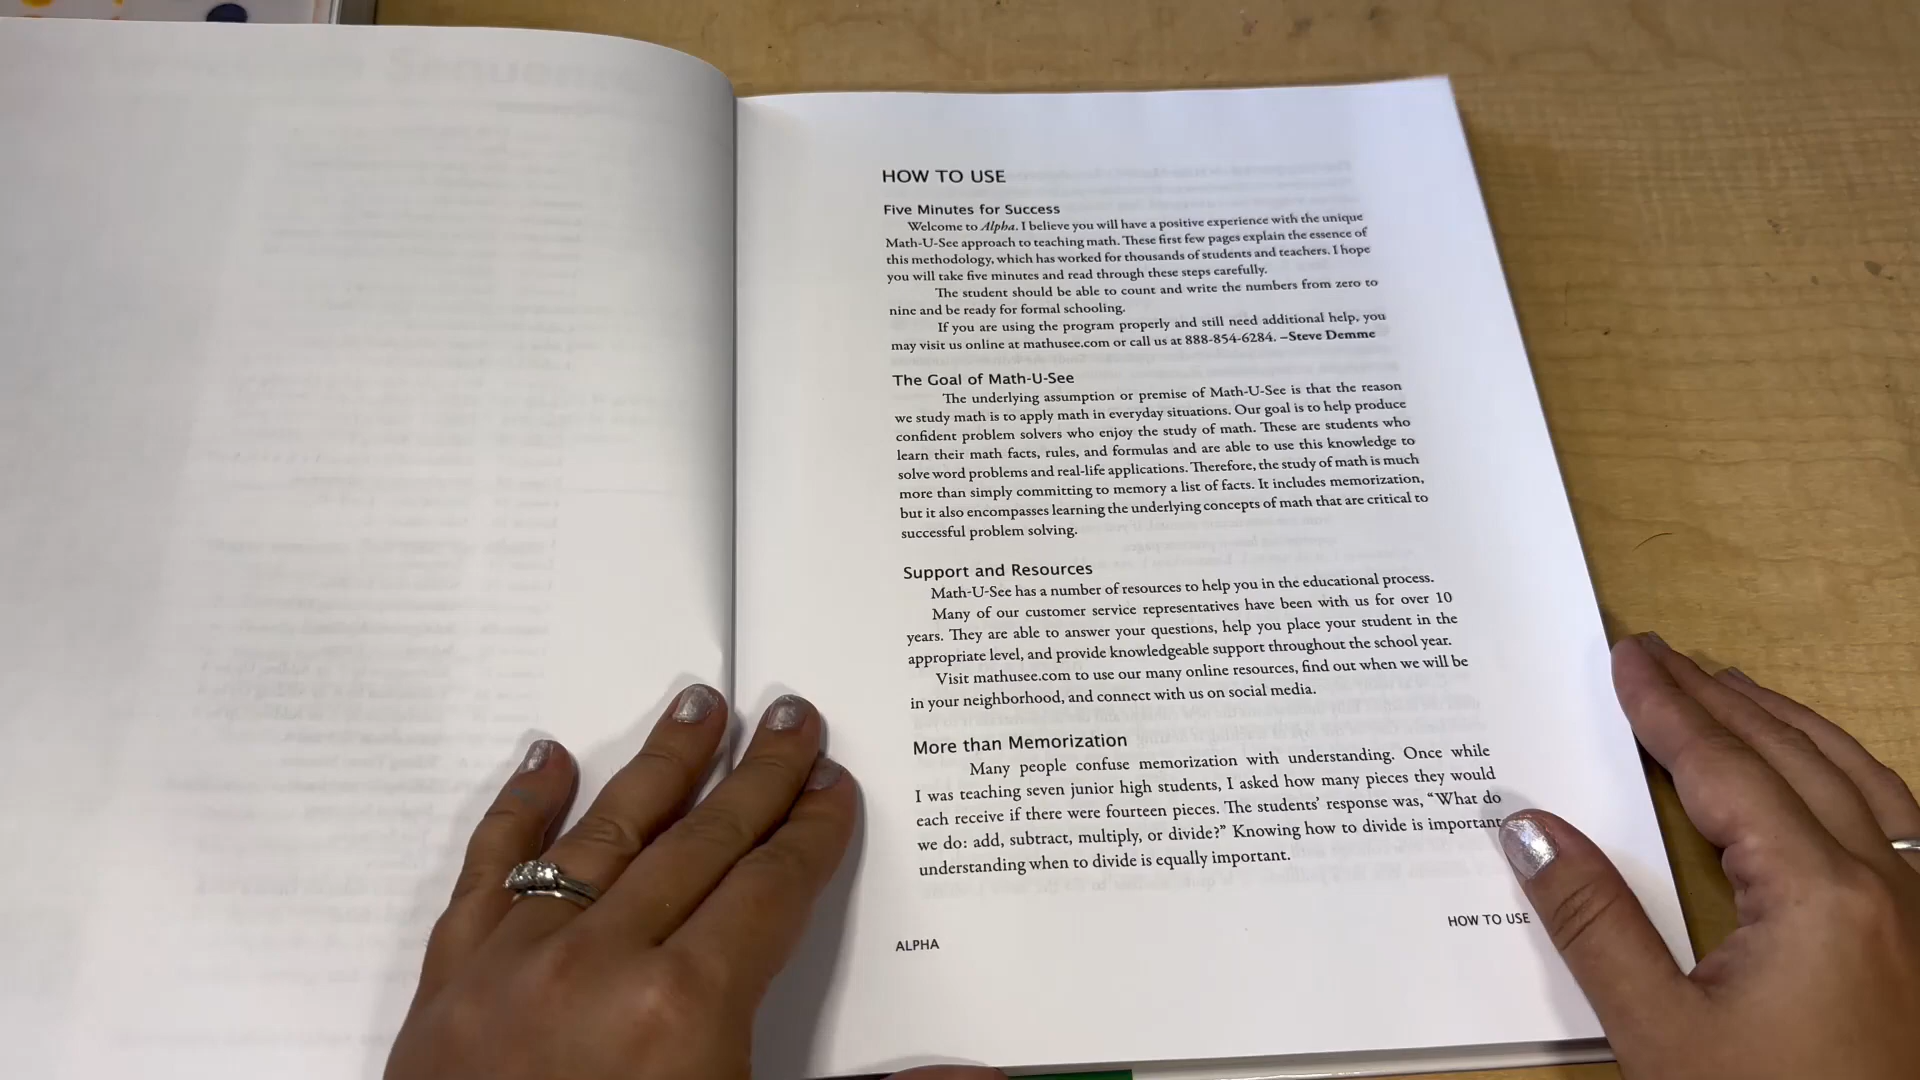 HOW TO USE
Five Minutes for Success
Welcome to Alpha. I believe you will have a positive experience with the unique
Math-U-See approach to teaching math. These first few pages explain the essence of
this methodology, which has worked for thousands of students and teachers. I hope
you will take five minutes and read through these steps carefully.
The student should be able to count and write the numbers from zero to
nine and be ready for formal schooling.
If you are using the program properly and still need additional help, you
may visit us online at mathusee.com or call us at 888-854-6284. –Steve Demme
The Goal of Math-U-See
The underlying assumption or premise of Math-U-See is that the reason
we study math is to apply math in everyday situations. Our goal is to help produce
confident problem solvers who enjoy the study of math. These are students who
learn their math facts, rules, and formulas and are able to use this knowledge to
solve word problems and real-life applications. Therefore, the study of math is much
more than simply committing to memory a list of facts. It includes memorization,
but it also encompasses learning the underlying concepts of math that are critical to
successful problem solving.
Support and Resources
Math-U-See has a number of resources to help you in the educational process.
Many of our customer service representatives have been with us for over 10
years. They are able to answer your questions, help you place your student in the
appropriate level, and provide knowledgeable support throughout the school year.
Visit mathusee.com to use our many online resources, find out when we will be
in your neighborhood, and connect with us on social media.
More than Memorization
Many people confuse memorization with understanding. Once while
I was teaching seven junior high students, I asked how many pieces they would
each receive if there were fourteen pieces. The students' response was, “What do
we do: add, subtract, multiply, or divide?” Knowing how to divide is important
understanding when to divide is equally important.
ALPHA
HOW TO USE